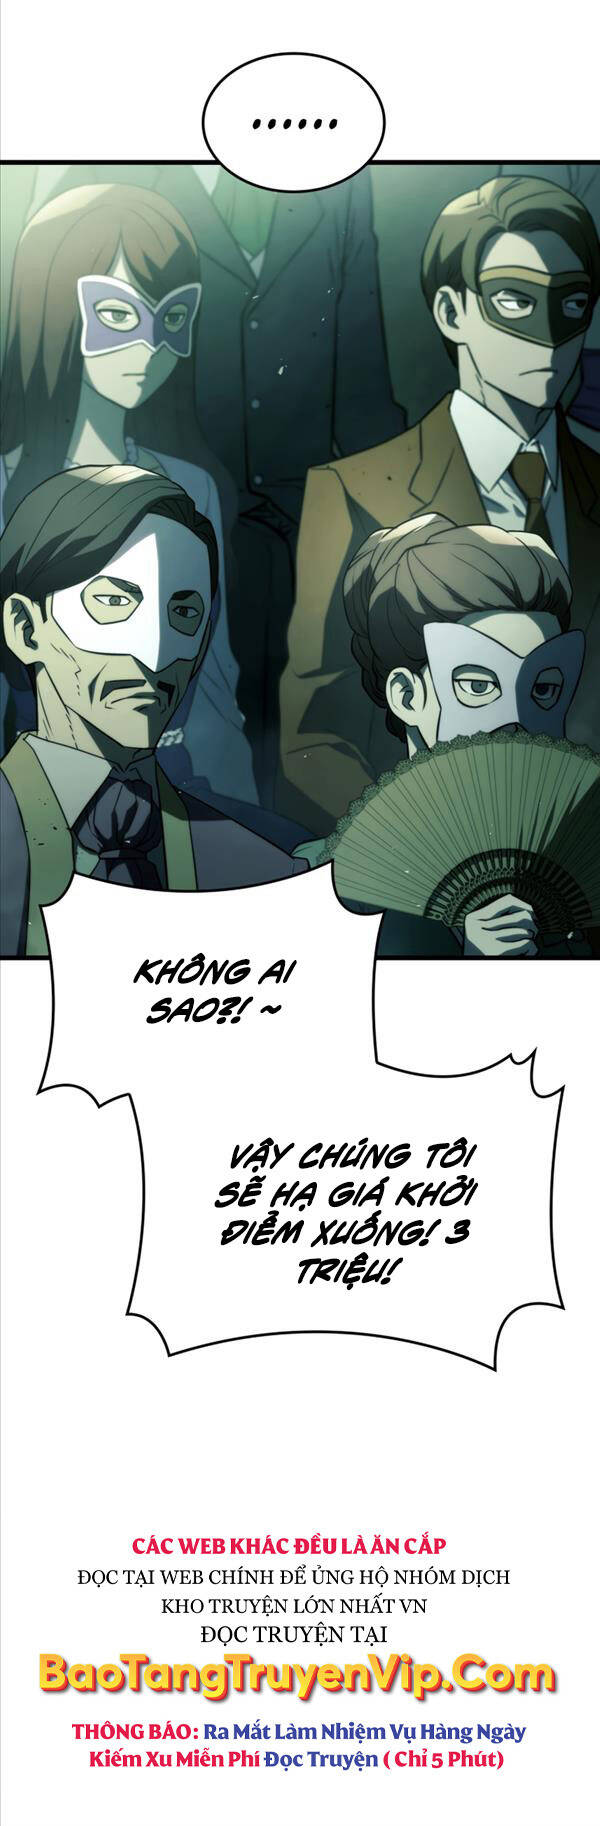 ......
KHÔNG AI
SAO?! ~
VẬY CHÚNG TÔI
SẼ HẠ GIÁ KHỞI
ĐIỂM XUỐNG! 3
TRIỆU!
CÁC WEB KHÁC ĐỀU LÀ ĂN CẮP
ĐỌC TẠI WEB CHÍNH ĐỂ ỦNG HỘ NHÓM DỊCH
KHO TRUYỆN LỚN NHẤT VN
ĐỌC TRUYỆN TẠI
BaoTangTruyenVip.Com
THÔNG BÁO: Ra Mắt Làm Nhiệm Vụ Hàng Ngày
Kiếm Xu Miễn Phí Đọc Truyện ( Chỉ 5 Phút)